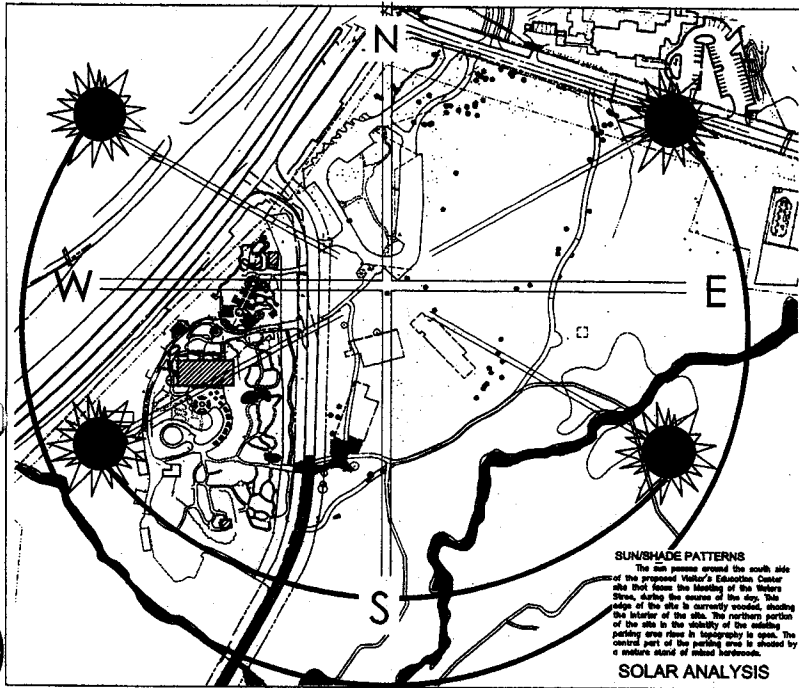 N
W
E
S
SUN/SHADE PATTERNS
The sun passes around the south side
of the proposed Visitor's Education Center
site that faces the Meeting of the Waters
during the course of the day. This
edge of the site is currently wooded, shading
the interior of the site. The northern portion
of the site in the vicinity of the existing
parking area rises in topography is open. The
central part of the parking area is shaded by
a mature stand of mixed hardwoods.
SOLAR ANALYSIS